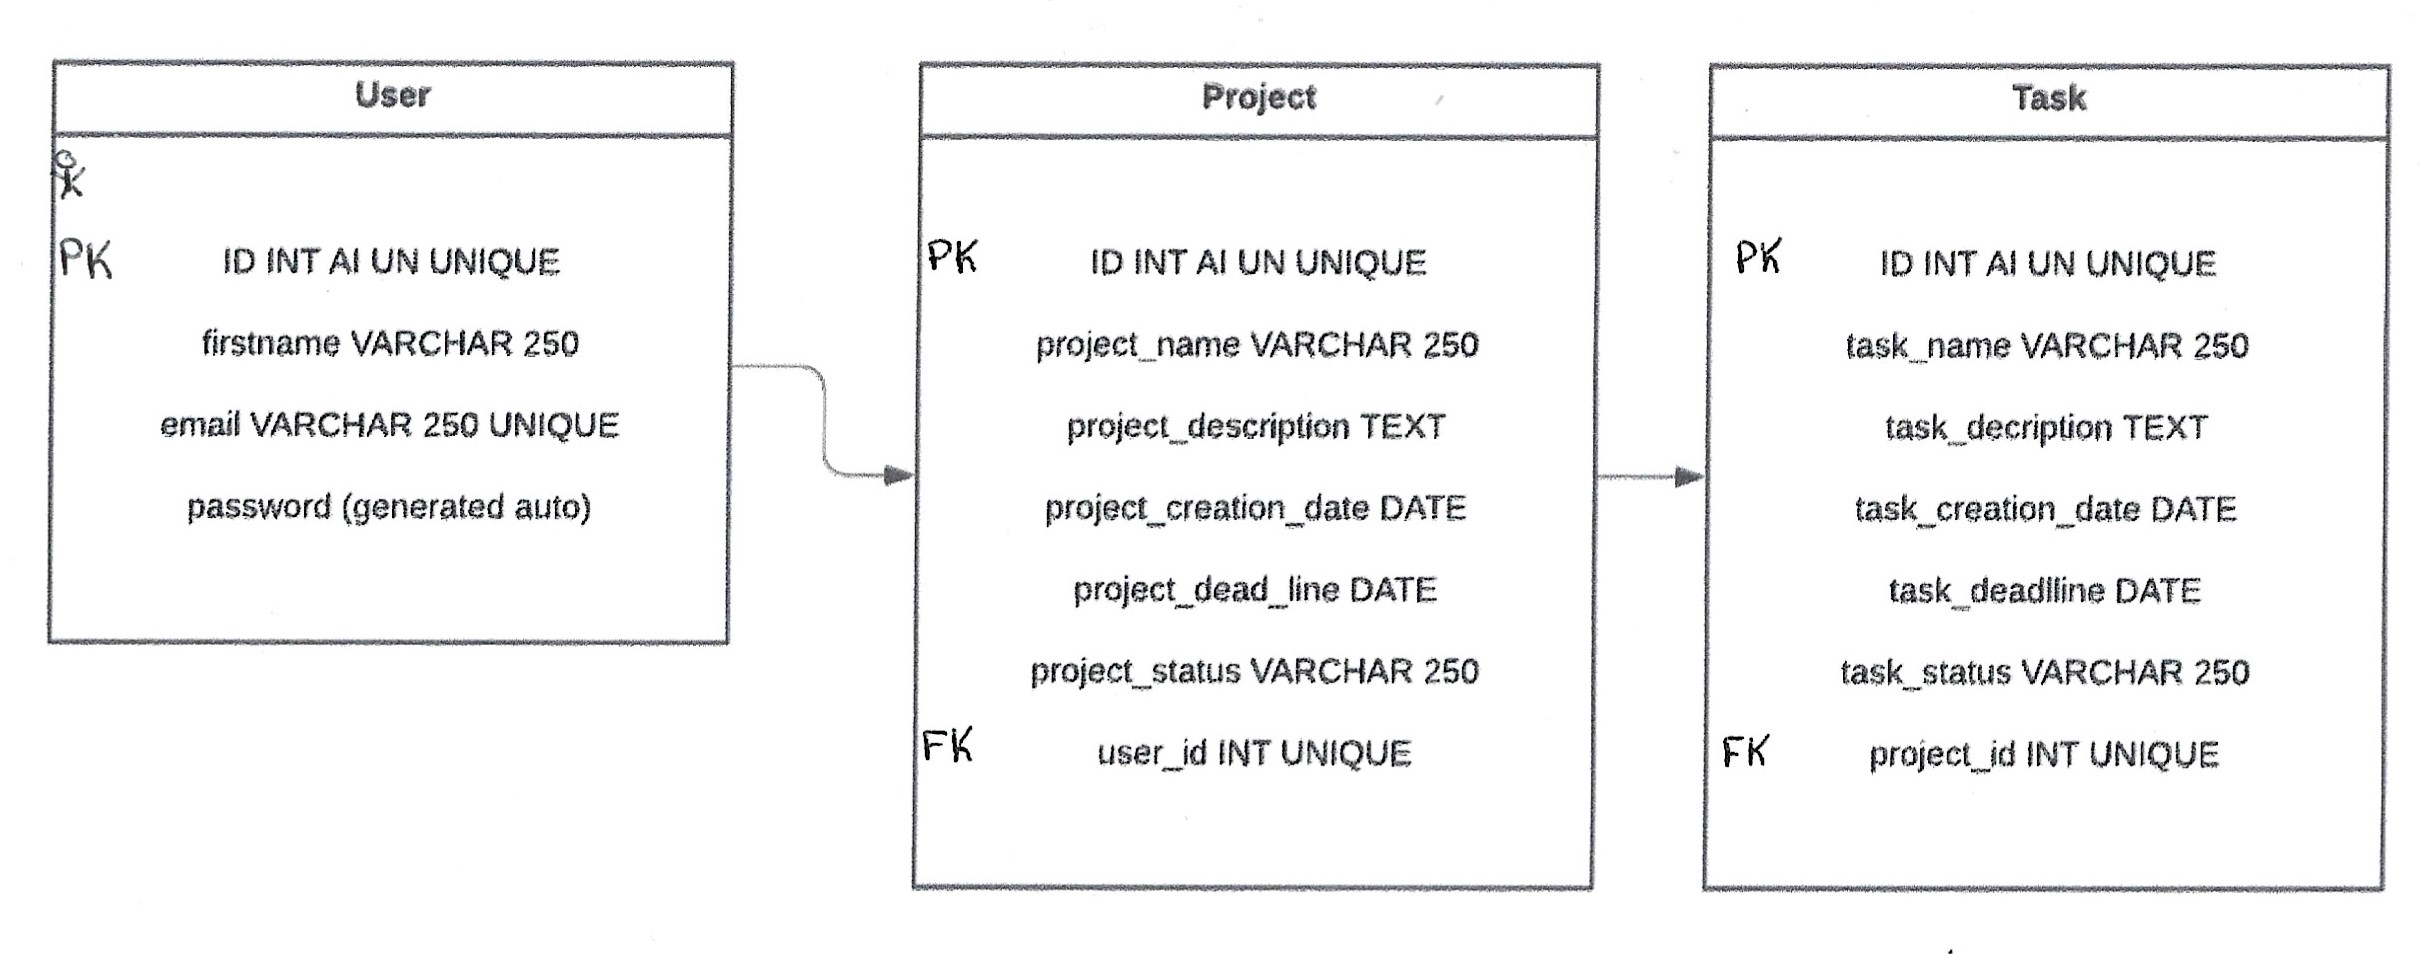 User
PK
ID INT AI UN UNIQUE
firstname VARCHAR 250
email VARCHAR 250 UNIQUE
password (generated auto)
Project
PK
ID INT AI UN UNIQUE
project_name VARCHAR 250
project_description TEXT
project_creation_date DATE
project_dead_line DATE
project_status VARCHAR 250
FK
user_id INT UNIQUE
Task
PK
ID INT AI UN UNIQUE
task_name VARCHAR 250
task_decription TEXT
task_creation_date DATE
task_deadlline DATE
task_status VARCHAR 250
FK
project_id INT UNIQUE